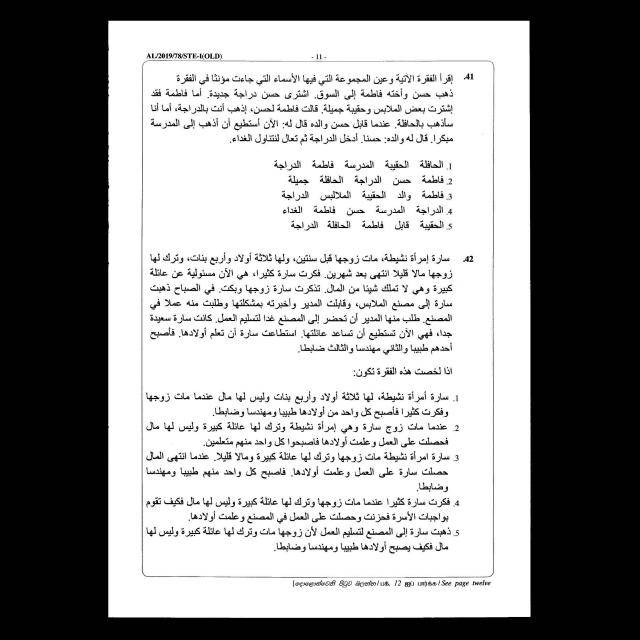 AL/2019/78/STE-I(OLD)
- 11 -
41. إقرأ الفقرة الآتية وعين المجموعة التي فيها الأسماء التي جاءت مؤنثا في الفقرة
ذهب حسن وأخته فاطمة إلى السوق. اشترى حسن دراجة جديدة. أما فاطمة فقد
إشترت بعض الملابس وحقيبة جميلة. قالت فاطمة لحسن، إذهب أنت بالدراجة، أما أنا
سأذهب بالحافلة. عندما قابل حسن والده قال له: الآن أستطيع أن أذهب إلى المدرسة
مبكرا. قال له والده: حسنا. أدخل الدراجة ثم تعال لنتناول الغداء.
1. الحافلة الحقيبة المدرسة فاطمة الدراجة
2. فاطمة حسن الدراجة الحافلة جميلة
3. فاطمة والد الحقيبة الملالبس الدراجة
4. الدراجة المدرسة حسن فاطمة الغداء
5. الحقيبة قابل فاطمة الحافلة الدراجة
42. سارة إمرأة نشيطة، مات زوجها قبل سنتين، ولها ثلاثة أولاد وأربع بنات، وترك لها
زوجها مالا قليلا انتهى بعد شهرين. فكرت سارة كثيرا، هي الآن مسئولية عن عائلة
كبيرة وهي لا تملك شيئا من المال. تذكرت سارة زوجها وبكت. في الصباح ذهبت
سارة إلى مصنع الملابس، وقابلت المدير وأخبرته بمشكلتها وطلبت منه عملا في
المصنع. طلب منها المدير أن تحضر إلى المصنع غدا لتسليم العمل. كانت سارة سعيدة
جدا، فهي الآن تستطيع أن تساعد عائلتها. استطاعت سارة أن تعلم أولادها. فأصبح
أحدهم طبيبا والثاني مهندسا والثالث ضابطا.
اذا لخصت هذه الفقرة تكون:
1. سارة أمرأة نشيطة، لها ثلاثة أولاد وأربع بنات وليس لها مال عندما مات زوجها
وفكرت كثيرا فأصبح كل واحد من أولادها طبيبا ومهندسا وضابطا.
2. عندما مات زوج سارة وهي إمرأة نشيطة وترك لها عائلة كبيرة وليس لها مال
فحصلت على العمل وعلمت أولادها فاصبحوا كل واحد منهم متعلمين.
3. سارة امرأة نشيطة مات زوجها وترك لها عائلة كبيرة ومالا قليلا. عندما انتهى المال
حصلت سارة على العمل وعلمت أولادها. فاصبح كل واحد منهم طبيبا ومهندسا
وضابطا.
4. فكرت سارة كثيرا عندما مات زوجها وترك لها عائلة كبيرة وليس لها مال فكيف تقوم
بواجبات الأسرة فحزنت وحصلت على العمل في المصنع وعلمت أولادها.
5. ذهبت سارة إلى المصنع لتسليم العمل لأن زوجها مات وترك لها عائلة كبيرة وليس لها
مال فكيف يصبح أولادها طبيبا ومهندسا وضابطا.
[දොළොස්වෙනි පිටුව බලන්න/பக். 12 ஐப் பார்க்க/See page twelve